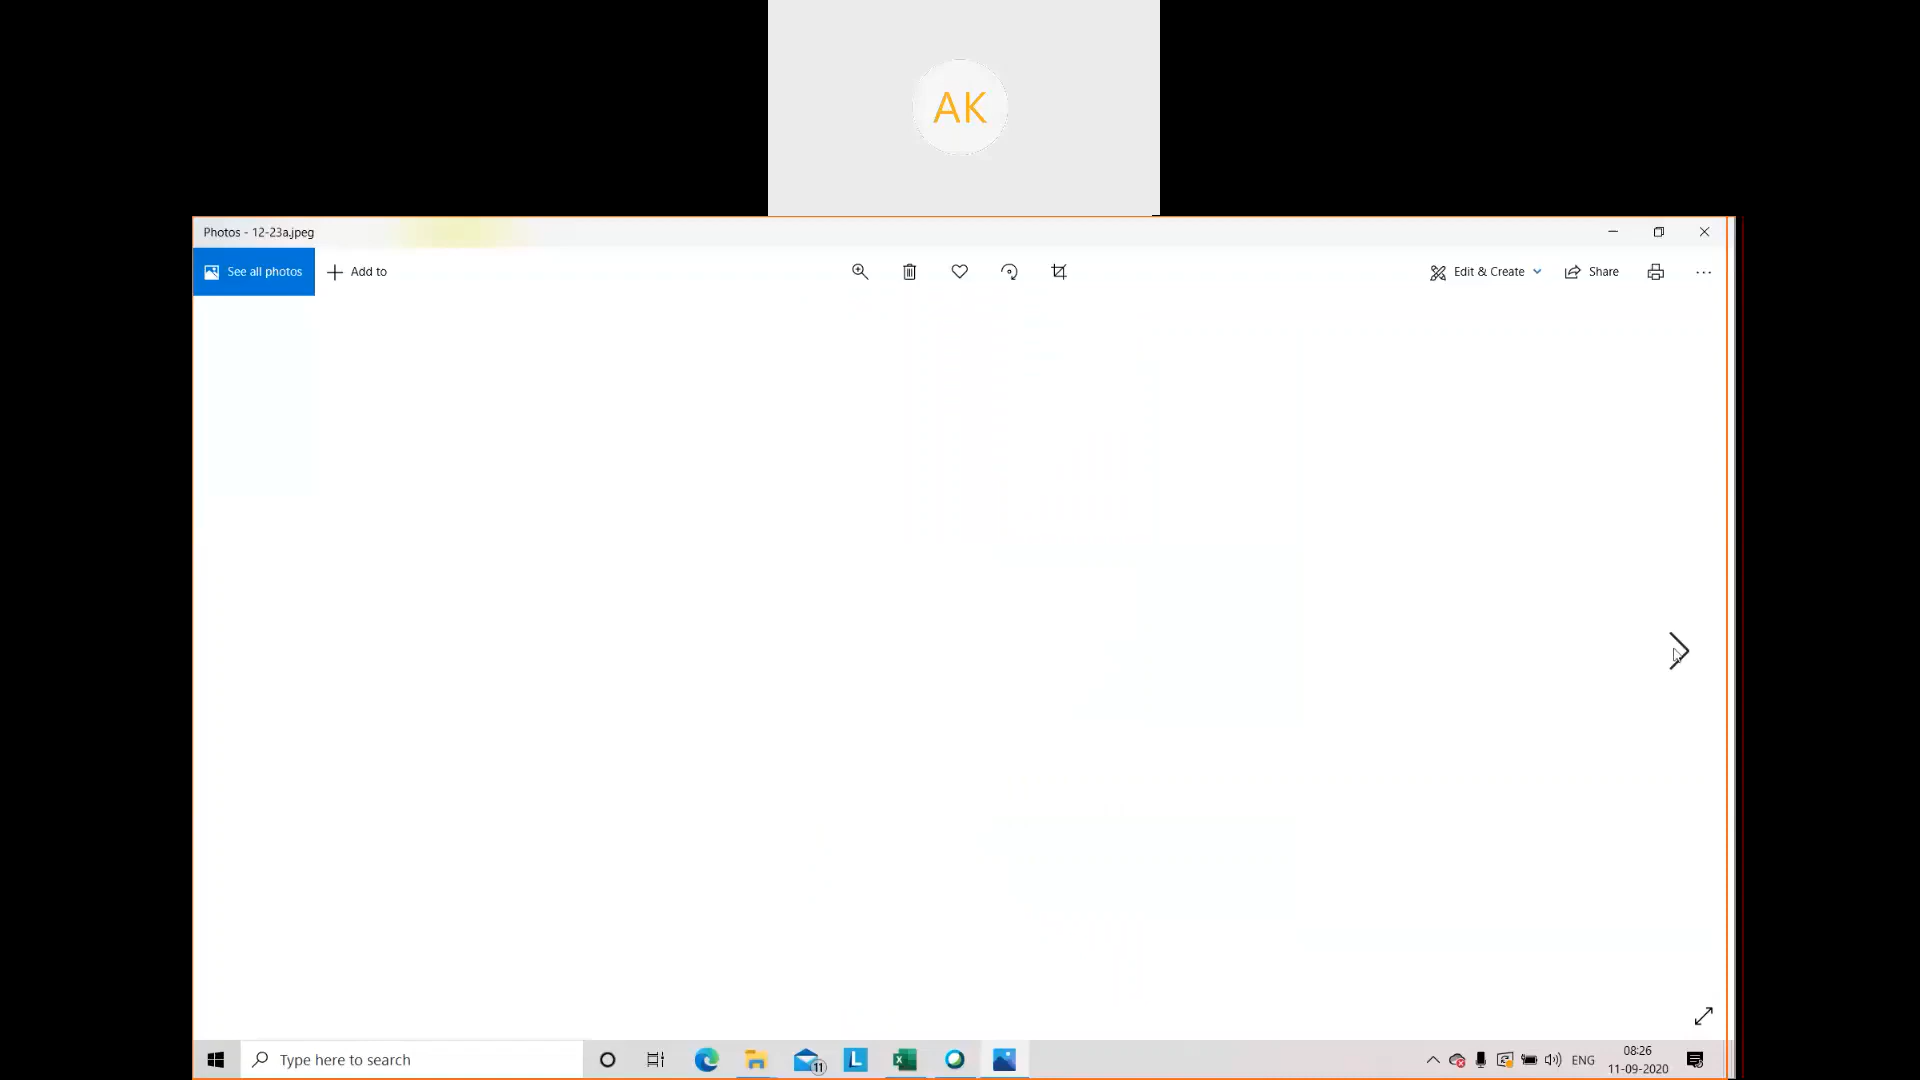 AK
Photos - 12-23a.jpeg
See all photos
Add to
Edit & Create
Share
Type here to search
11
L
ENG
08:26
11-09-2020